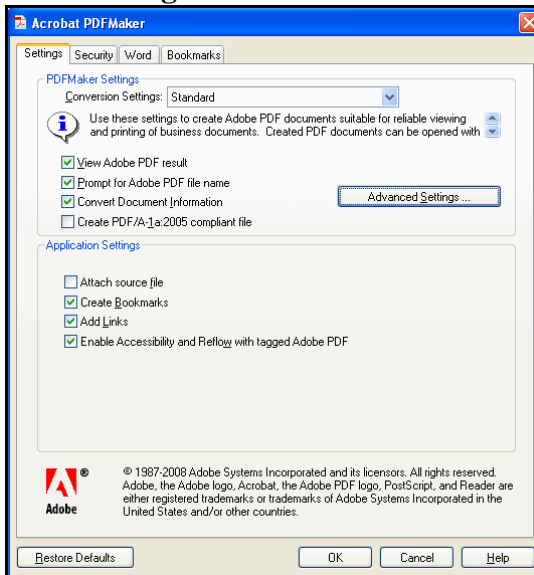 Acrobat PDFMaker
Settings Security Word Bookmarks
PDFMaker Settings
Conversion Settings: Standard
Use these settings to create Adobe PDF documents suitable for reliable viewing
and printing of business documents. Created PDF documents can be opened with
View Adobe PDF result
Prompt for Adobe PDF file name
Convert Document Information
Advanced Settings ...
Create PDF/A-1a:2005 compliant file
Application Settings
Attach source file
Create Bookmarks
Add Links
Enable Accessibility and Reflow with tagged Adobe PDF
® © 1987-2008 Adobe Systems Incorporated and its licensors. All rights reserved.
Adobe, the Adobe logo, Acrobat, the Adobe PDF logo, PostScript, and Reader are
either registered trademarks or trademarks of Adobe Systems Incorporated in the
United States and/or other countries.
Adobe
Restore Defaults OK Cancel Help